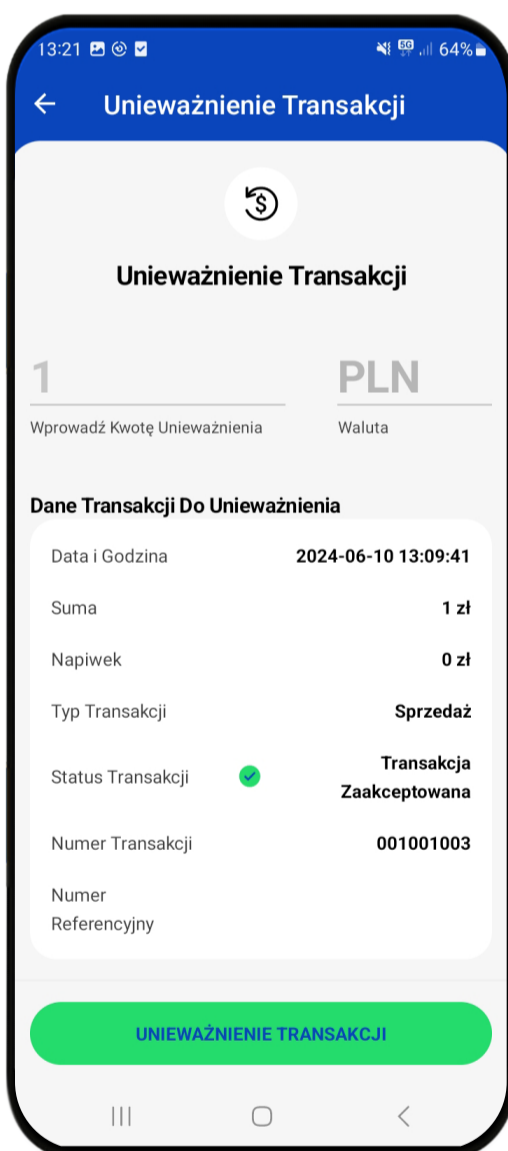 13:21 5G 64%
Unieważnienie Transakcji
Unieważnienie Transakcji
1 PLN
Wprowadź Kwotę Unieważnienia Waluta
Dane Transakcji Do Unieważnienia
Data i Godzina 2024-06-10 13:09:41
Suma 1 zł
Napiwek 0 zł
Typ Transakcji Sprzedaż
Status Transakcji Transakcja
Zaakceptowana
Numer Transakcji 001001003
Numer
Referencyjny
UNIEWAŻNIENIE TRANSAKCJI